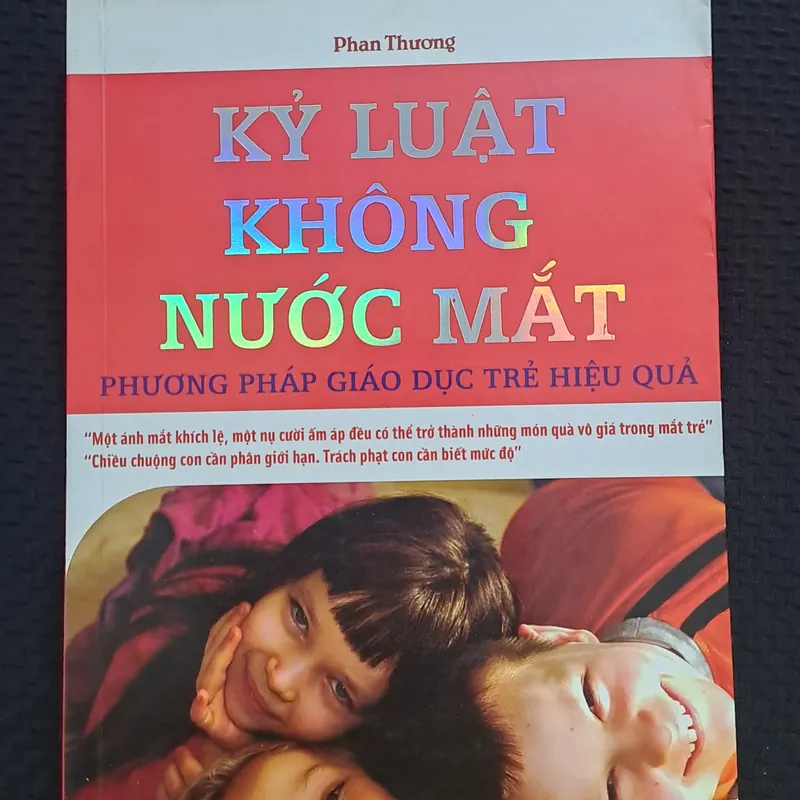 Phan Thương
KỶ LUẬT
KHÔNG
NƯỚC MẮT
PHƯƠNG PHÁP GIÁO DỤC TRẺ HIỆU QUẢ
“Một ánh mắt khích lệ, một nụ cười ấm áp đều có thể trở thành những món quà vô giá trong mắt trẻ”
“Chiều chuộng con cần phân giới hạn. Trách phạt con cần biết mức độ”